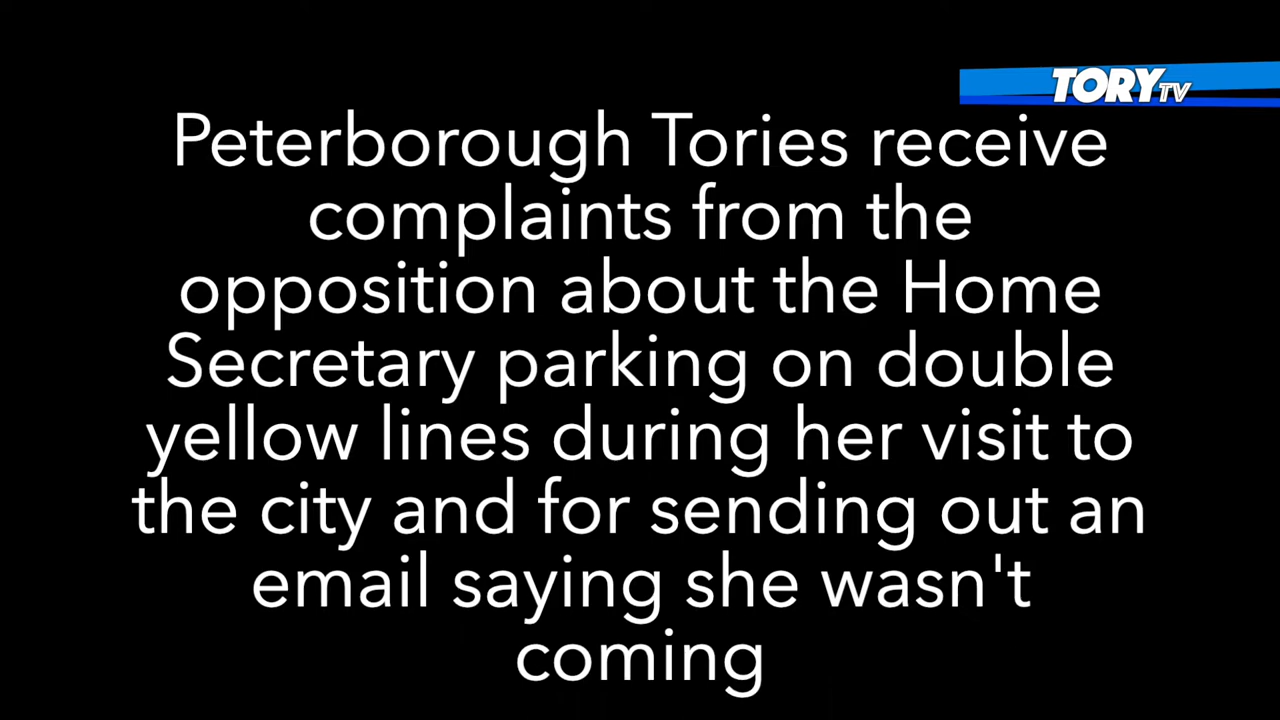 TORY TV
Peterborough Tories receive
complaints from the
opposition about the Home
Secretary parking on double
yellow lines during her visit to
the city and for sending out an
email saying she wasn't
coming